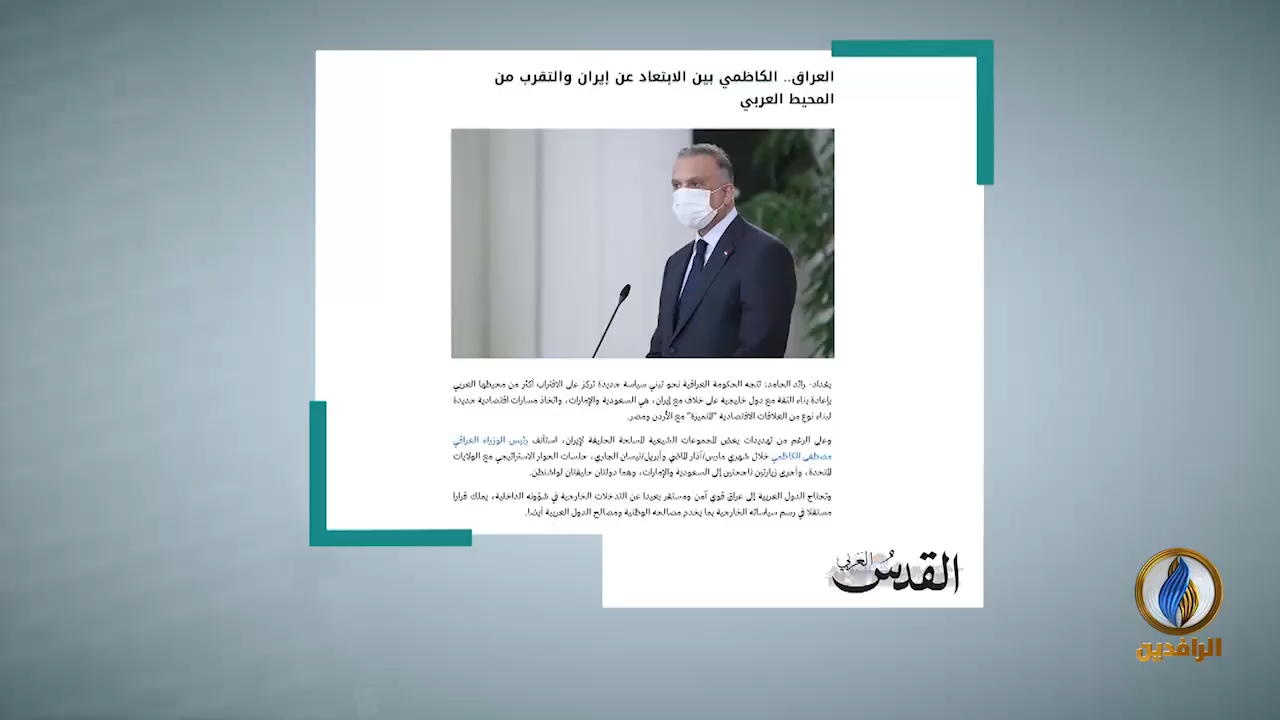 العراق.. الكاظمي بين الابتعاد عن إيران والتقرب من
المحيط العربي
بغداد- رائد الحامد: تتجه الحكومة العراقية نحو تبني سياسة جديدة تركز على الاقتراب أكثر من محيطها العربي
بإعادة بناء الثقة مع دول خليجية على خلاف مع إيران، هي السعودية والإمارات، واتخاذ مسارات اقتصادية جديدة
لبناء نوع من العلاقات الاقتصادية "المتميزة" مع الأردن ومصر.
وعلى الرغم من تهديدات بعض المجموعات الشيعية المسلحة الحليفة لإيران، استأنف رئيس الوزراء العراقي
مصطفى الكاظمي خلال شهري مارس/آذار الماضي وأبريل/نيسان الجاري، جلسات الحوار الاستراتيجي مع الولايات
المتحدة، وأجرى زيارتين ناجحتين إلى السعودية والإمارات، وهما دولتان حليفتان لواشنطن.
وتحتاج الدول العربية إلى عراق قوي آمن ومستقر بعيدا عن التدخلات الخارجية في شؤونه الداخلية، يملك قرارا
مستقلا في رسم سياساته الخارجية بما يخدم مصالحه الوطنية ومصالح الدول العربية أيضا.
القدس العربي
الرافدين